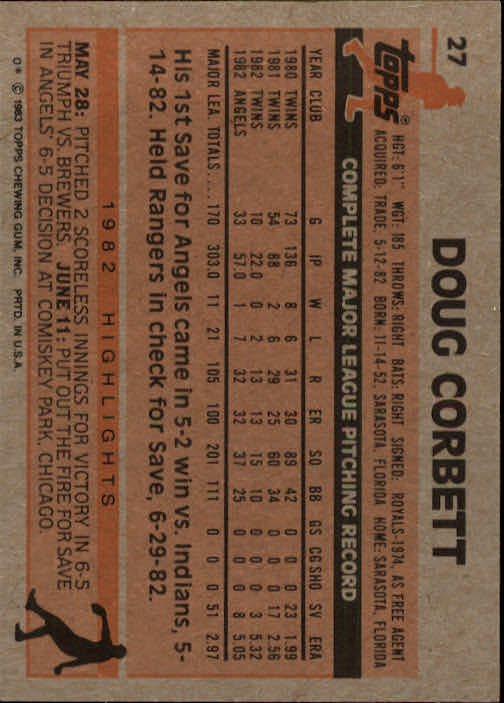 27
topps®
DOUG CORBETT
HGT: 6'1" WGT: 185 THROWS: RIGHT BATS: RIGHT SIGNED: ROYALS-1974, AS FREE AGENT
ACQUIRED: TRADE, 5-12-82 BORN: 11-14-52, SARASOTA, FLORIDA HOME: SARASOTA, FLORIDA
COMPLETE MAJOR LEAGUE PITCHING RECORD
YEAR CLUB G IP W L R ER SO BB GS CG SHO SV ERA
1980 TWINS 73 136 8 6 31 30 89 42 0 0 0 23 1.99
1981 TWINS 54 88 2 6 29 25 60 34 0 0 0 17 2.56
1982 TWINS 10 22.0 0 2 13 13 15 10 0 0 0 3 5.32
1982 ANGELS 33 57.0 1 7 32 32 37 25 0 0 0 8 5.05
MAJOR LEA. TOTALS.... 170 303.0 11 21 105 100 201 111 0 0 0 51 2.97
His 1st Save for Angels came in 5-2 win vs. Indians, 5-
14-82. Held Rangers in check for Save, 6-29-82.
1982 HIGHLIGHTS
MAY 28: PITCHED 2 SCORELESS INNINGS FOR VICTORY IN 6-5
TRIUMPH VS. BREWERS. JUNE 11: PUT OUT THE FIRE FOR SAVE
IN ANGELS' 6-5 DECISION AT COMISKEY PARK, CHICAGO.
O* © 1983 TOPPS CHEWING GUM, INC. PRTD. IN U.S.A.